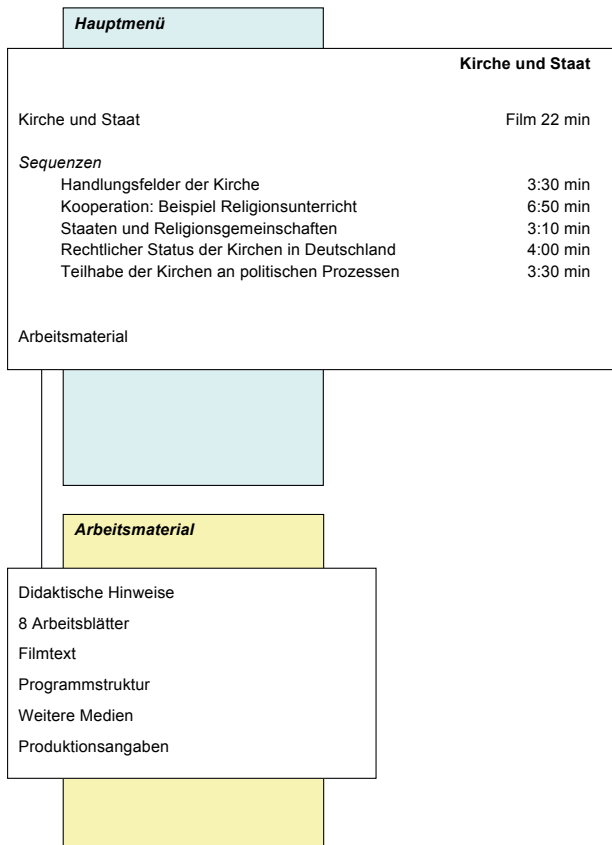 Hauptmenü
Kirche und Staat
Kirche und Staat Film 22 min
Sequenzen
Handlungsfelder der Kirche 3:30 min
Kooperation: Beispiel Religionsunterricht 6:50 min
Staaten und Religionsgemeinschaften 3:10 min
Rechtlicher Status der Kirchen in Deutschland 4:00 min
Teilhabe der Kirchen an politischen Prozessen 3:30 min
Arbeitsmaterial
Arbeitsmaterial
Didaktische Hinweise
8 Arbeitsblätter
Filmtext
Programmstruktur
Weitere Medien
Produktionsangaben